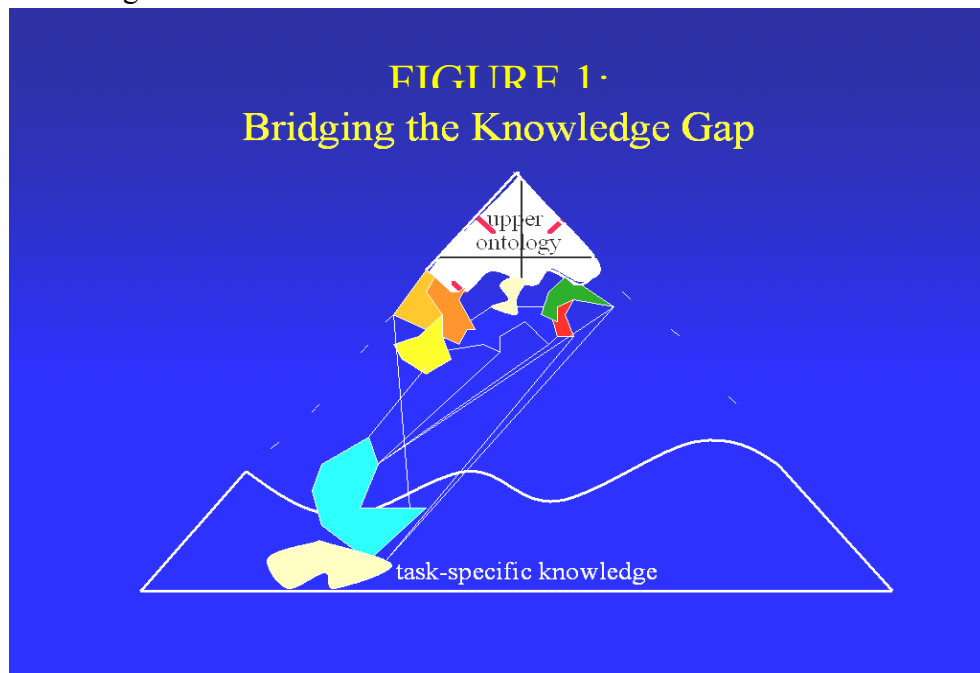 FIGURE 1:
Bridging the Knowledge Gap
upper
ontology
task-specific knowledge